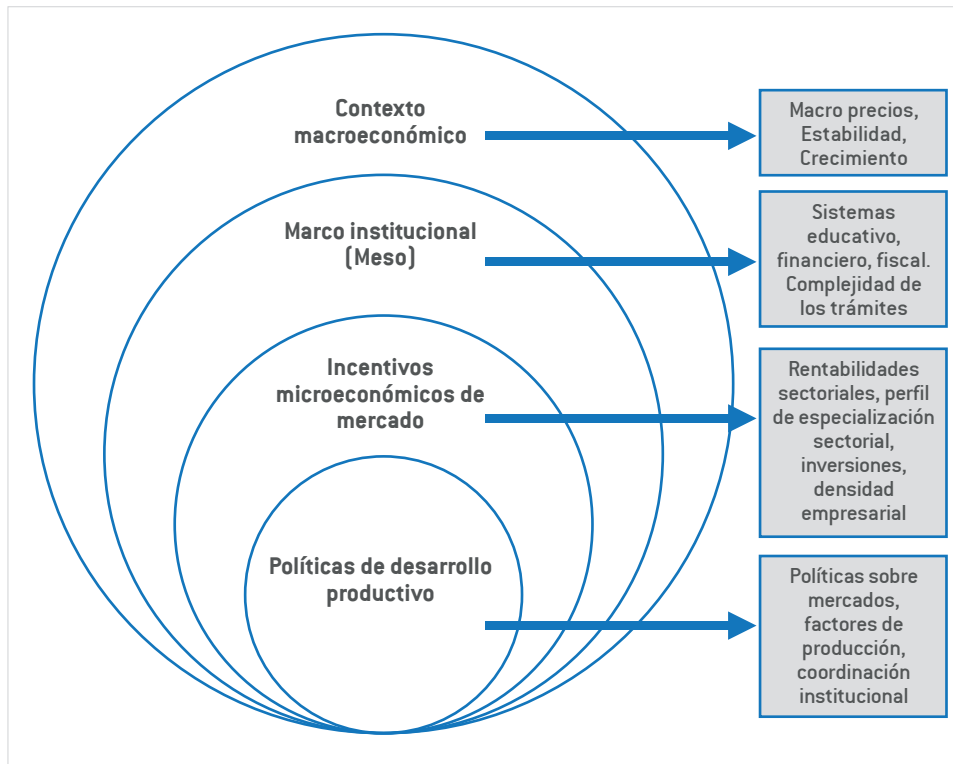 Contexto
macroeconómico
Macro precios,
Estabilidad,
Crecimiento
Marco institucional
(Meso)
Sistemas
educativo,
financiero, fiscal.
Complejidad de
los trámites
Incentivos
microeconómicos de
mercado
Rentabilidades
sectoriales, perfil
de especialización
sectorial,
inversiones,
densidad
empresarial
Políticas de desarrollo
productivo
Políticas sobre
mercados,
factores de
producción,
coordinación
institucional